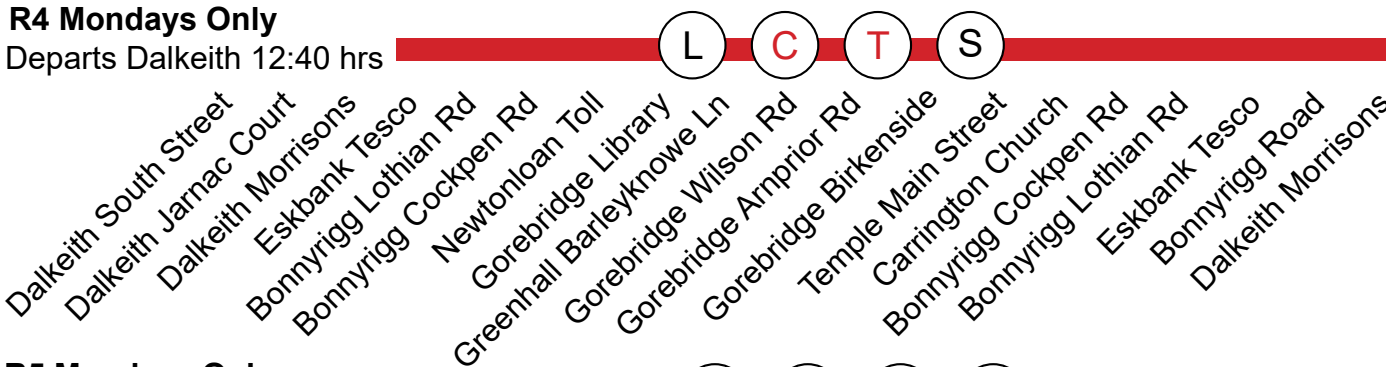 R4 Mondays Only
Departs Dalkeith 12:40 hrs
L C T S
Dalkeith South Street
Dalkeith Jarnac Court
Dalkeith Morrisons
Eskbank Tesco
Bonnyrigg Lothian Rd
Bonnyrigg Cockpen Rd
Newtonloan Toll
Gorebridge Library
Greenhall Barleyknowe Ln
Gorebridge Wilson Rd
Gorebridge Arnprior Rd
Gorebridge Birkenside
Temple Main Street
Carrington Church
Bonnyrigg Cockpen Rd
Bonnyrigg Lothian Rd
Eskbank Tesco
Bonnyrigg Road
Dalkeith Morrisons